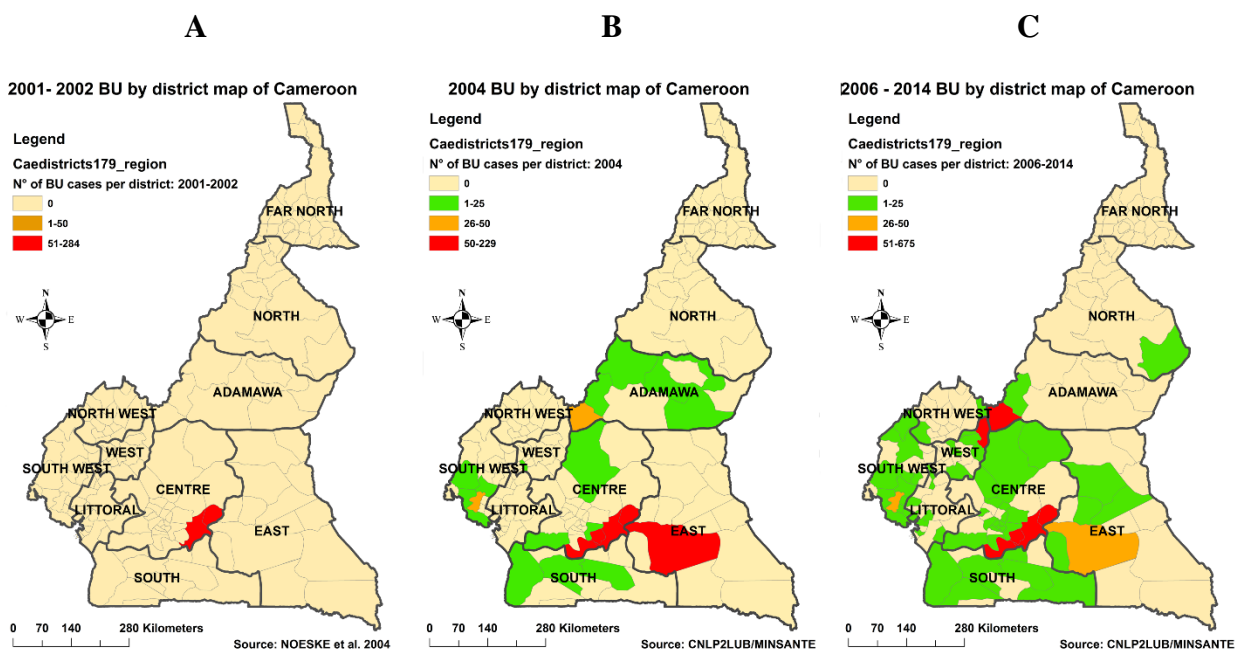 A
2001- 2002 BU by district map of Cameroon
Legend
Caedistricts179_region
N° of BU cases per district: 2001-2002
0
1-50
51-284
FAR NORTH
N
W E
S
NORTH
ADAMAWA
NORTH WEST
WEST
SOUTH WEST
CENTRE
LITTORAL
EAST
SOUTH
0 70 140 280 Kilometers
Source: NOESKE et al. 2004
B
2004 BU by district map of Cameroon
Legend
Caedistricts179_region
N° of BU cases per district: 2004
0
1-25
26-50
50-229
FAR NORTH
N
W E
S
NORTH
ADAMAWA
NORTH WEST
WEST
SOUTH WEST
CENTRE
LITTORAL
EAST
SOUTH
0 70 140 280 Kilometers
Source: CNLP2LUB/MINSANTE
C
2006 - 2014 BU by district map of Cameroon
Legend
Caedistricts179_region
N° of BU cases per district: 2006-2014
0
1-25
26-50
51-675
FAR NORTH
N
W E
S
NORTH
ADAMAWA
NORTH WEST
WEST
SOUTH WEST
CENTRE
LITTORAL
EAST
SOUTH
0 70 140 280 Kilometers
Source: CNLP2LUB/MINSANTE